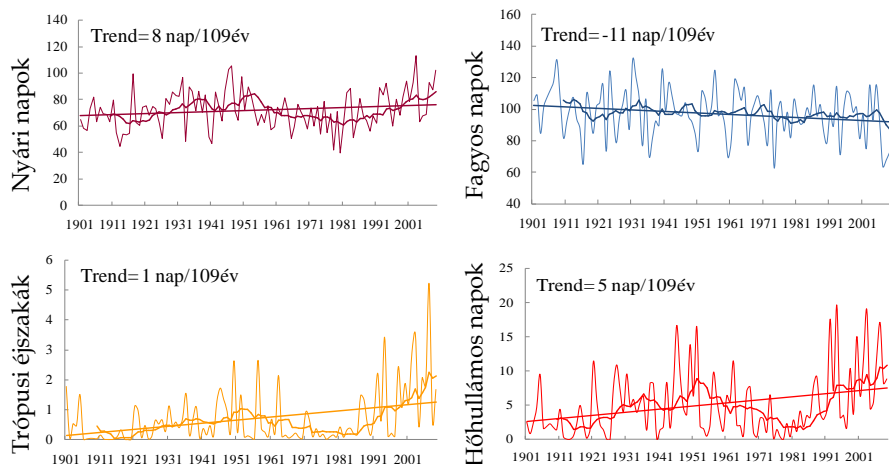 Nyári napok
Trend= 8 nap/109év
140
120
100
80
60
40
20
0
1901 1911 1921 1931 1941 1951 1961 1971 1981 1991 2001
Fagyos napok
Trend= -11 nap/109év
160
140
120
100
80
60
40
1901 1911 1921 1931 1941 1951 1961 1971 1981 1991 2001
Trópusi éjszakák
Trend= 1 nap/109év
6
5
4
3
2
1
0
1901 1911 1921 1931 1941 1951 1961 1971 1981 1991 2001
Hőhullámos napok
Trend= 5 nap/109év
25
20
15
10
5
0
1901 1911 1921 1931 1941 1951 1961 1971 1981 1991 2001